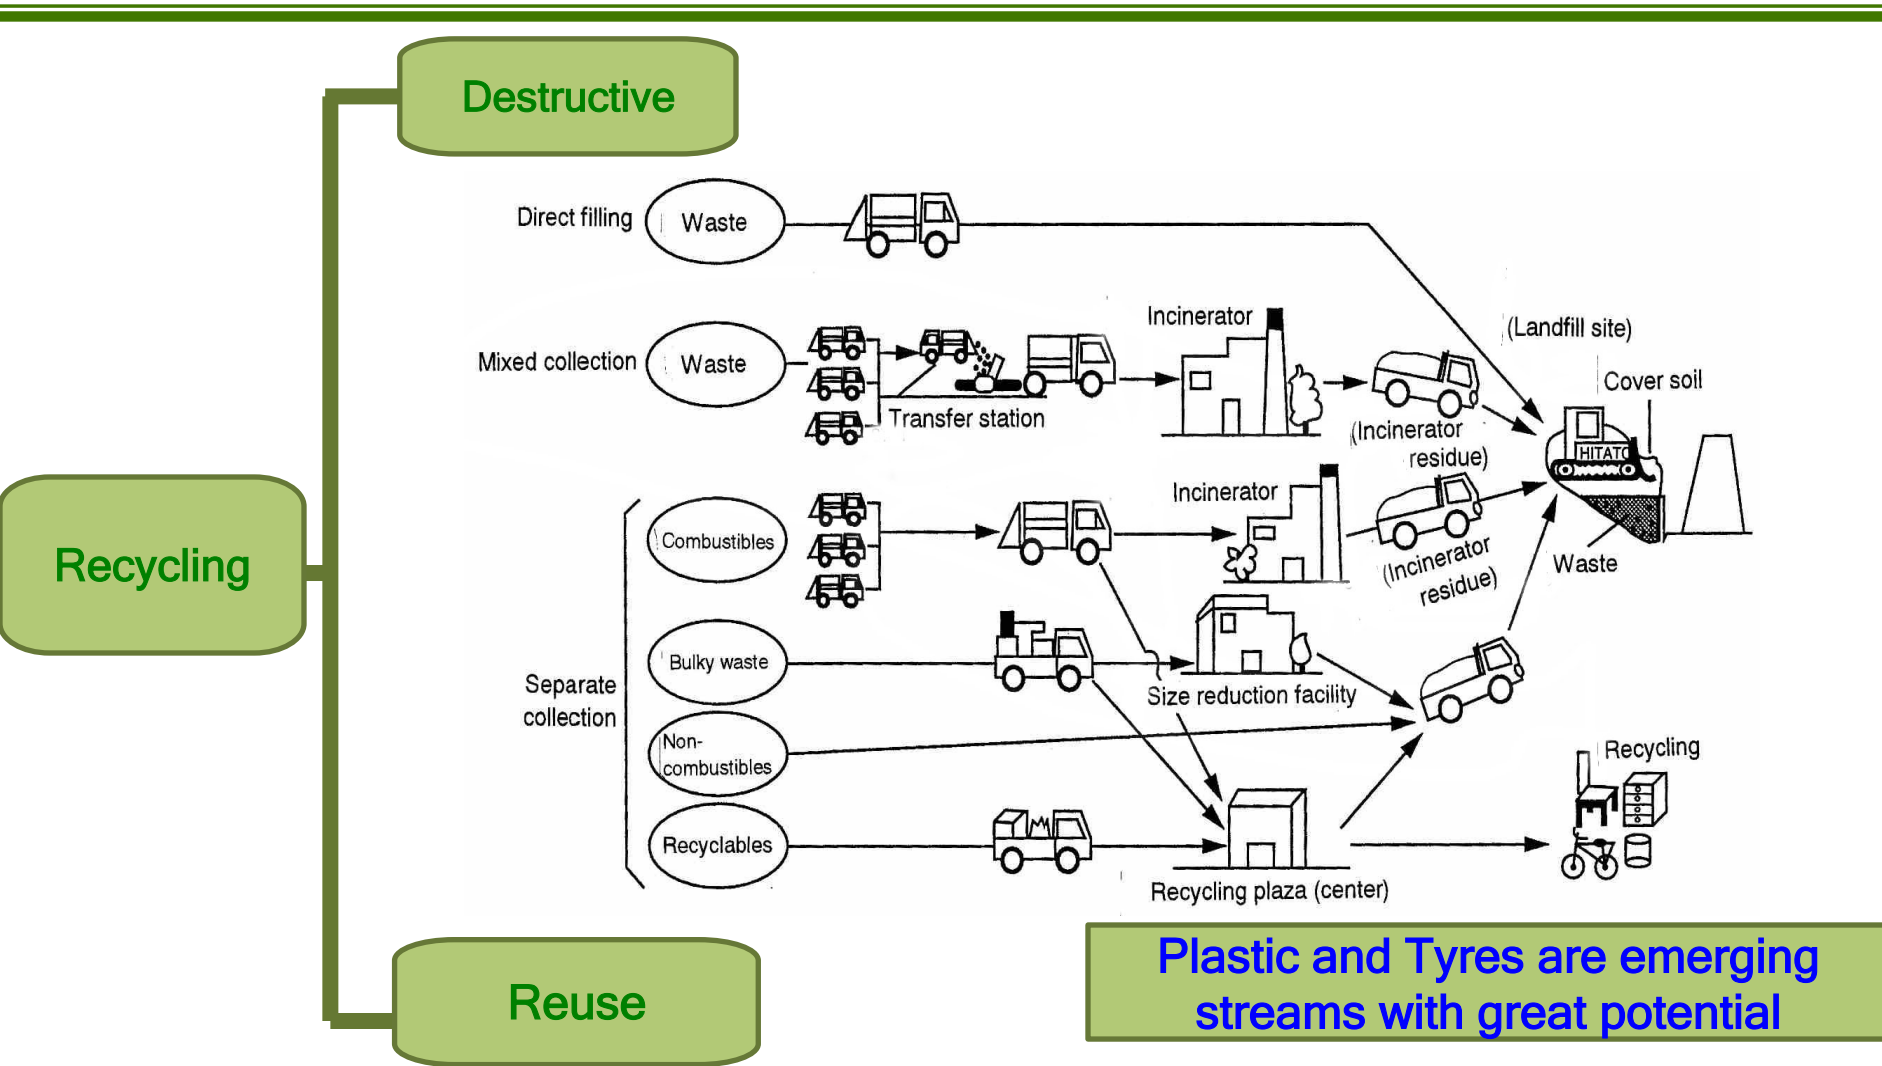 Destructive
Direct filling
Waste
Mixed collection
Waste
Transfer station
Incinerator
(Incinerator
residue)
(Landfill site)
Cover soil
HITATC
Waste
Separate
collection
Combustibles
Incinerator
(Incinerator
residue)
Bulky waste
Size reduction facility
Non-
combustibles
Recyclables
Recycling plaza (center)
Recycling
Recycling
Reuse
Plastic and Tyres are emerging
streams with great potential